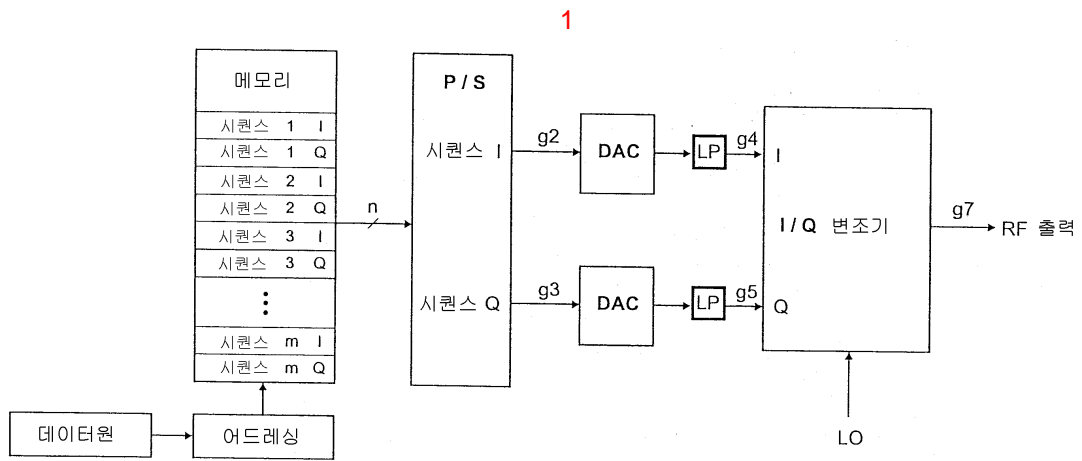 1
메모리
시퀀스 1 I
시퀀스 1 Q
시퀀스 2 I
시퀀스 2 Q
시퀀스 3 I
시퀀스 3 Q
시퀀스 m I
시퀀스 m Q
데이터원
어드레싱
n
P / S
시퀀스 I
시퀀스 Q
g2
DAC
LP
g4
g3
DAC
LP
g5
I
I / Q 변조기
Q
g7
RF 출력
LO